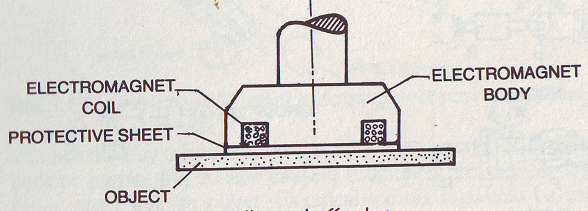 ELECTROMAGNET
COIL
PROTECTIVE SHEET
OBJECT
ELECTROMAGNET
BODY